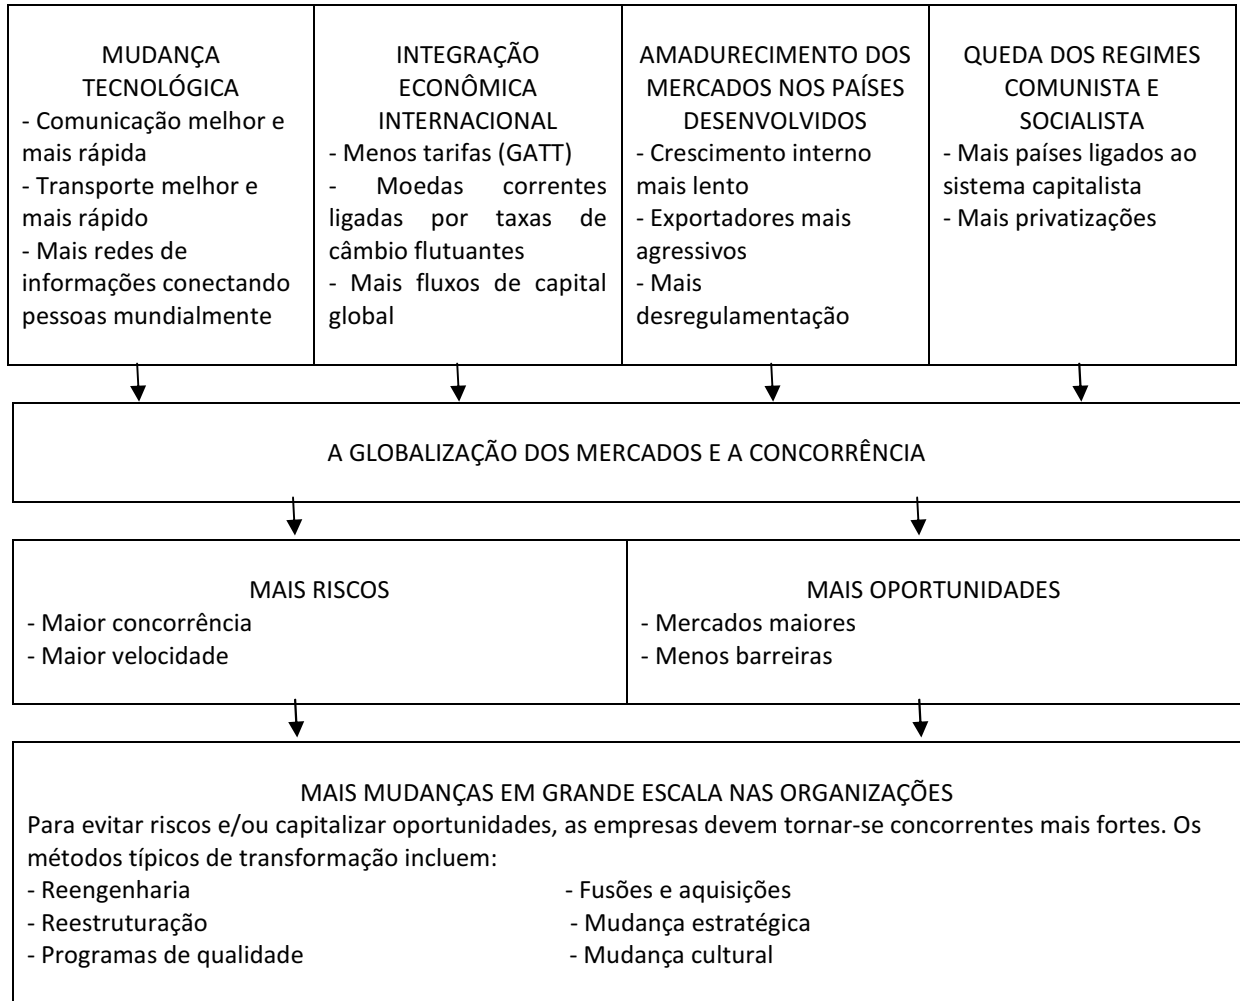 MUDANÇA
TECNOLÓGICA
- Comunicação melhor e
mais rápida
- Transporte melhor e
mais rápido
- Mais redes de
informações conectando
pessoas mundialmente
INTEGRAÇÃO
ECONÔMICA
INTERNACIONAL
- Menos tarifas (GATT)
- Moedas correntes
ligadas por taxas de
câmbio flutuantes
- Mais fluxos de capital
global
AMADURECIMENTO DOS
MERCADOS NOS PAÍSES
DESENVOLVIDOS
- Crescimento interno
mais lento
- Exportadores mais
agressivos
- Mais
desregulamentação
QUEDA DOS REGIMES
COMUNISTA E
SOCIALISTA
- Mais países ligados ao
sistema capitalista
- Mais privatizações
A GLOBALIZAÇÃO DOS MERCADOS E A CONCORRÊNCIA
MAIS RISCOS
- Maior concorrência
- Maior velocidade
MAIS OPORTUNIDADES
- Mercados maiores
- Menos barreiras
MAIS MUDANÇAS EM GRANDE ESCALA NAS ORGANIZAÇÕES
Para evitar riscos e/ou capitalizar oportunidades, as empresas devem tornar-se concorrentes mais fortes. Os
métodos típicos de transformação incluem:
- Reengenharia - Fusões e aquisições
- Reestruturação - Mudança estratégica
- Programas de qualidade - Mudança cultural